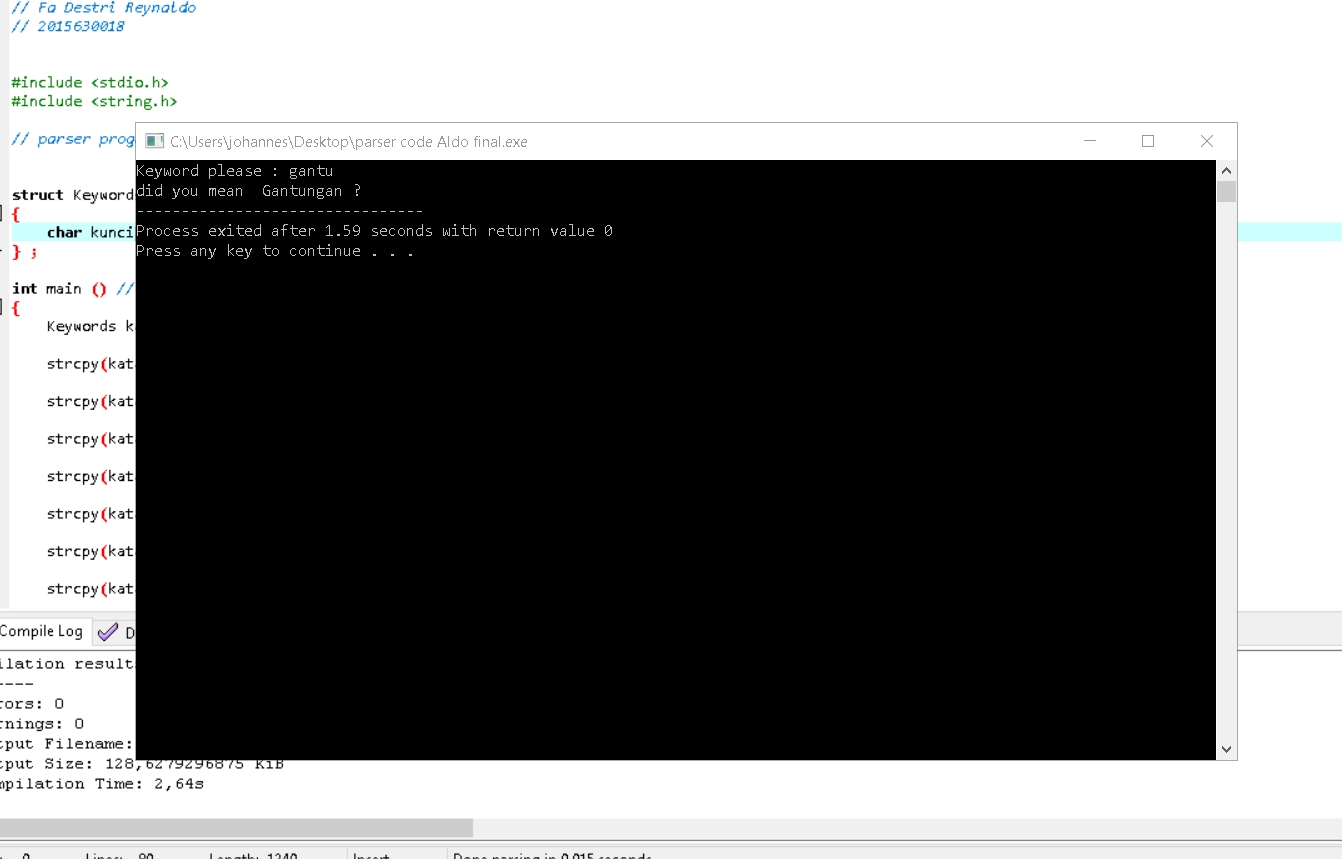 // Fa Destri Reynaldo
// 2015630018
#include <stdio.h>
#include <string.h>
// parser prog
struct Keyword
{
char kunci
} ;
int main () //
{
Keywords k
strcpy(kat
strcpy(kat
strcpy(kat
strcpy(kat
strcpy(kat
strcpy(kat
strcpy(kat
C:\Users\johannes\Desktop\parser code Aldo final.exe
Keyword please : gantu
did you mean  Gantungan ?
--------------------------------
Process exited after 1.59 seconds with return value 0
Press any key to continue . . .
Compile Log
D
ilation result
----
rors: 0
rnings: 0
tput Filename:
tput Size: 128,6279296875 KiB
mpilation Time: 2,64s
0 Lines: 80 Length: 1240 Insert Done parsing in 0,015 seconds